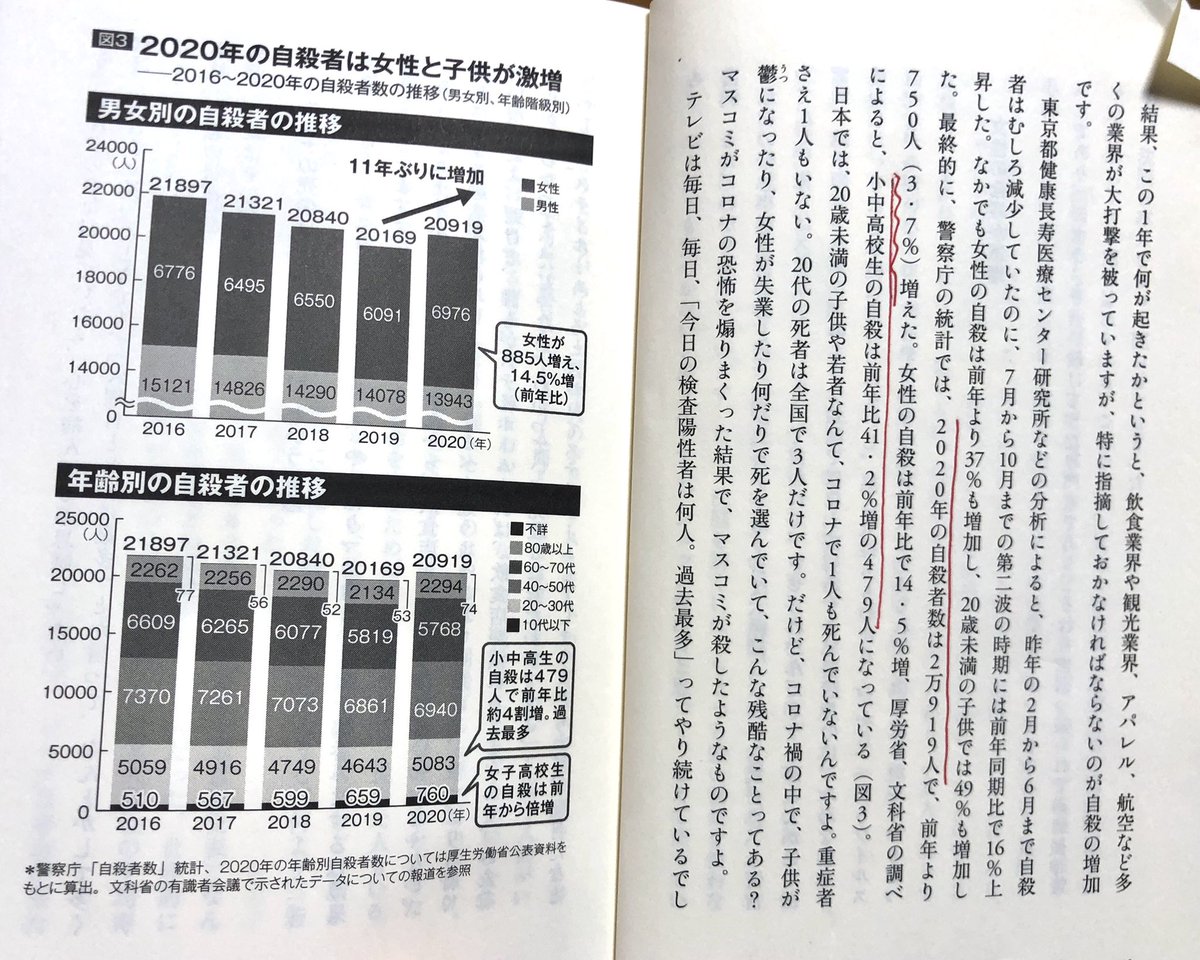 結果、この1年で何が起きたかというと、飲食業界や観光業界、アパレル、航空など多
くの業界が大打撃を被っていますが、特に指摘しておかなければならないのが自殺の増加
です。
東京都健康長寿医療センター研究所などの分析によると、昨年の2月から6月まで自殺
者はむしろ減少していたのに、7月から10月までの第二波の時期には前年同期比で16%上
昇した。なかでも女性の自殺は前年より37%も増加し、20歳未満の子供では49%も増加し
た。最終的に、警察庁の統計では、2020年の自殺者数は2万919人で、前年より
750人(3・7%)増えた。女性の自殺は前年比で14・5%増、厚労省、文科省の調べ
によると、小中高校生の自殺は前年比41・2%増の479人になっている(図3)。
日本では、20歳未満の子供や若者なんて、コロナで1人も死んでいないんですよ。重症者
さえ1人もいない。20代の死者は全国で3人だけです。だけど、コロナ禍の中で、子供が
鬱になったり、女性が失業したり何だりで死を選んでいて、こんな残酷なことってある?
うつ
マスコミがコロナの恐怖を煽りまくった結果で、マスコミが殺したようなものですよ。
テレビは毎日、毎日、「今日の検査陽性者は何人。過去最多」ってやり続けているでし
図3 2020年の自殺者は女性と子供が激増
——2016~2020年の自殺者数の推移(男女別、年齢階級別)
男女別の自殺者の推移
24000
(人)
22000
20000
18000
16000
14000
0
11年ぶりに増加
■女性
■男性
21897 21321 20840 20169 20919
6776 6495 6550 6091 6976
15121 14826 14290 14078 13943
2016 2017 2018 2019 2020(年)
女性が
885人増え、
14.5%増
(前年比)
年齢別の自殺者の推移
25000
(人)
20000
15000
10000
5000
0
■不詳
■80歳以上
■60~70代
■40~50代
■20~30代
■10代以下
21897 21321 20840 20169 20919
2262 2256 2290 2134 2294
77 56 52 53 74
6609 6265 6077 5819 5768
7370 7261 7073 6861 6940
5059 4916 4749 4643 5083
510 567 599 659 760
2016 2017 2018 2019 2020(年)
小中高生の
自殺は479
人で前年比
約4割増。過
去最多
女子高校生
の自殺は前
年から倍増
*警察庁「自殺者数」統計、2020年の年齢別自殺者数については厚生労働省公表資料を
もとに算出。文科省の有識者会議で示されたデータについての報道を参照